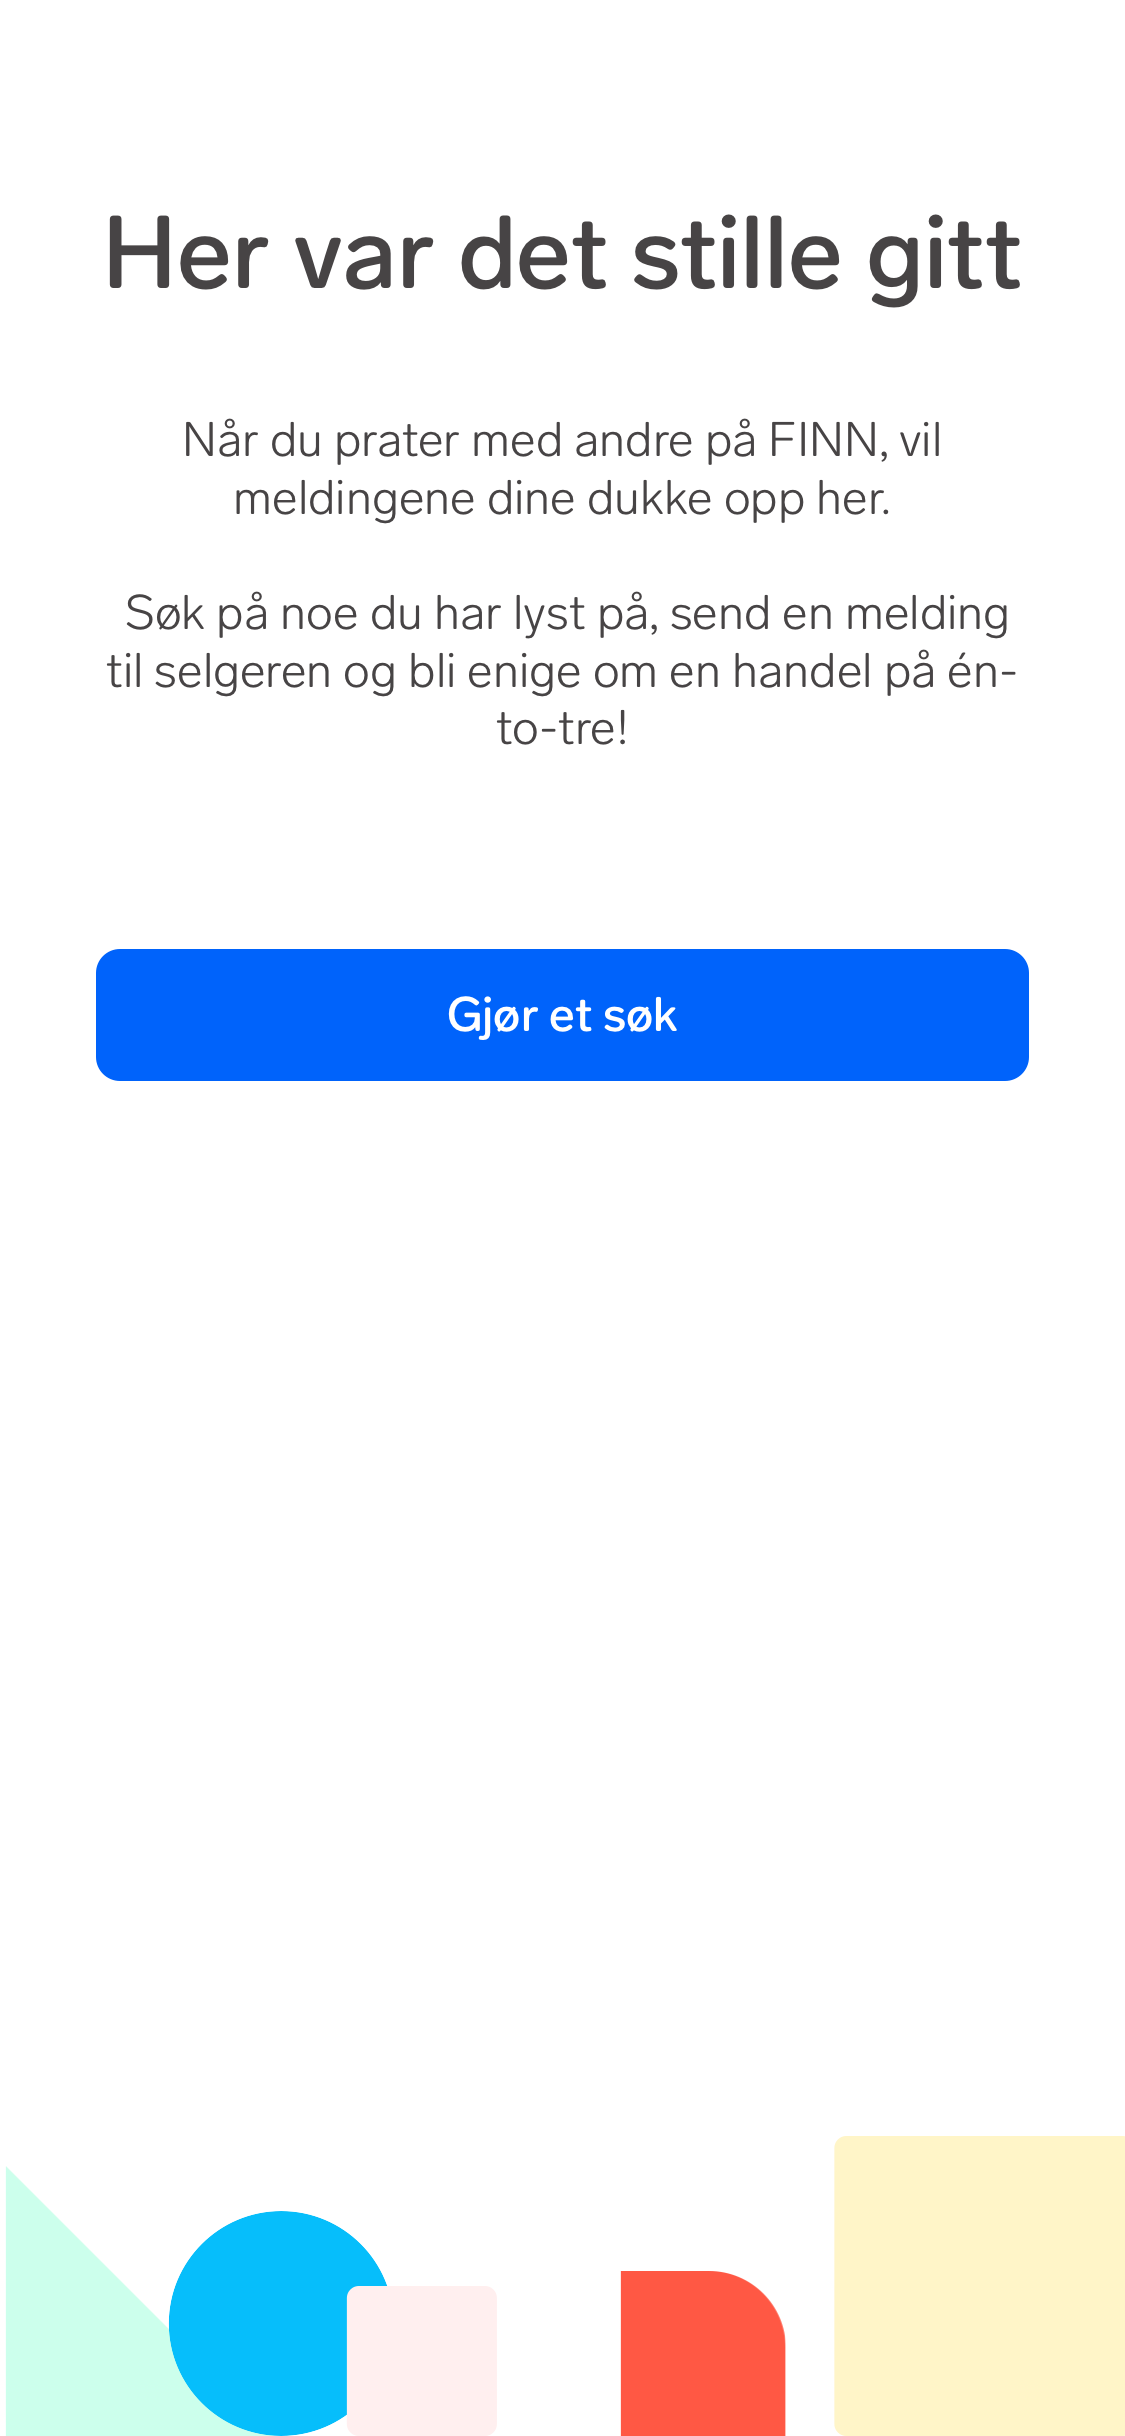 Her var det stille gitt
Når du prater med andre på FINN, vil
meldingene dine dukke opp her.
Søk på noe du har lyst på, send en melding
til selgeren og bli enige om en handel på én-
to-tre!
Gjør et søk